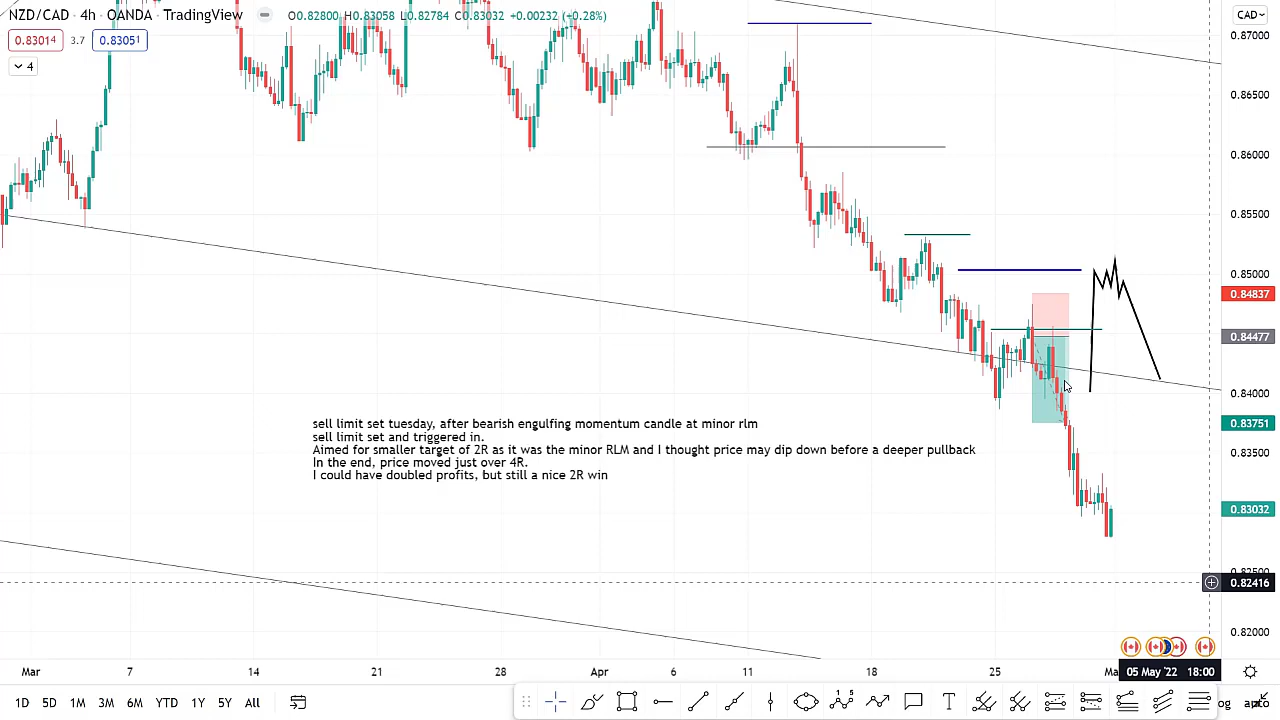 NZD/CAD · 4h · OANDA · TradingView
O0.82800 H0.83058 L0.82784 C0.83032 +0.00232 (+0.28%)
CAD
0.83014 3.7 0.83051
4
0.87000
0.86500
0.86000
0.85500
0.85000
0.84837
0.84477
0.84000
0.83751
0.83500
0.83032
0.82500
0.82416
0.82000
sell limit set tuesday, after bearish engulfing momentum candle at minor rlm
sell limit set and triggered in.
Aimed for smaller target of 2R as it was the minor RLM and I thought price may dip down before a deeper pullback
In the end, price moved just over 4R.
I could have doubled profits, but still a nice 2R win
Mar 7 14 21 28 Apr 6 11 18 25 Ma 05 May '22 18:00
1D 5D 1M 3M 6M YTD 1Y 5Y All og auto